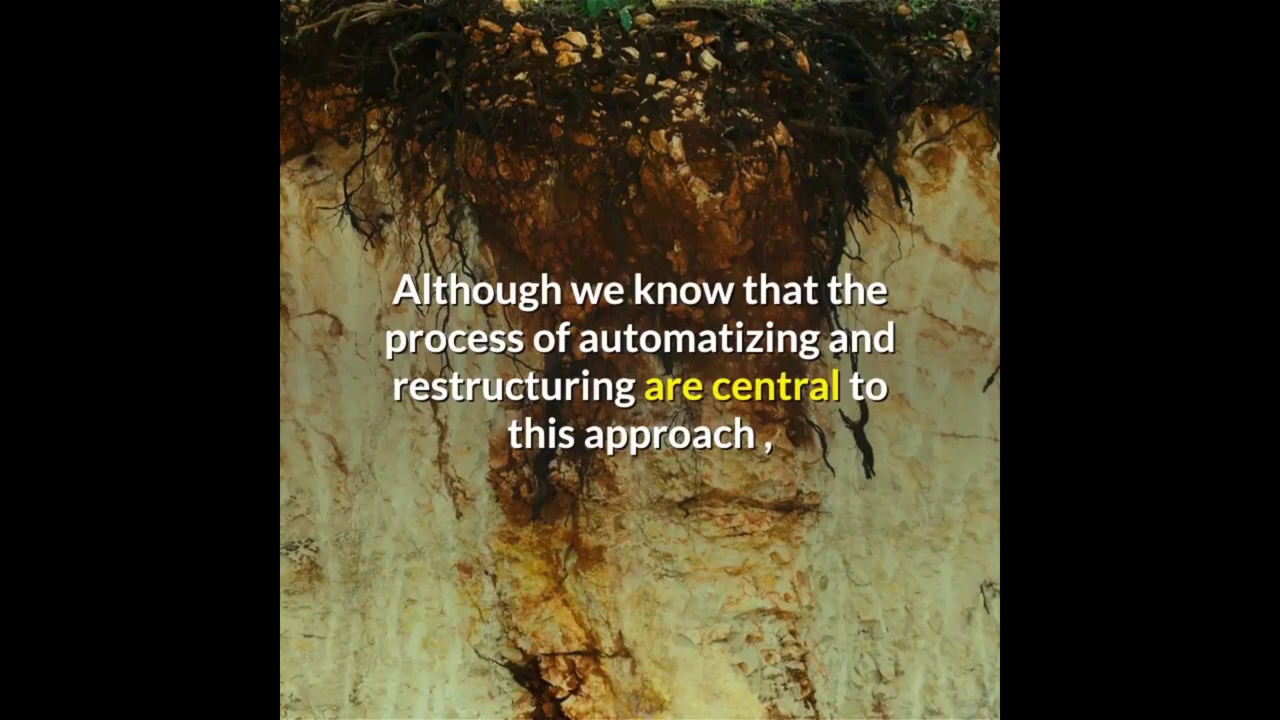 Although we know that the
process of automatizing and
restructuring are central to
this approach ,